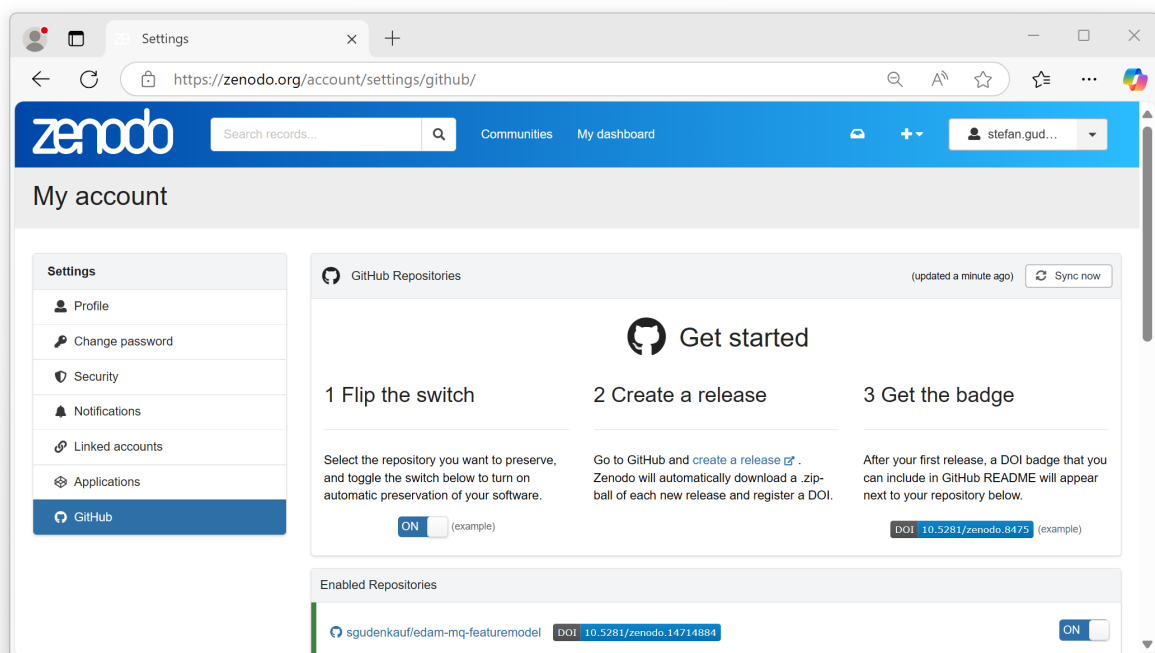 Settings
https://zenodo.org/account/settings/github/
zenodo
Search records...
Communities
My dashboard
stefan.gud...
My account
Settings
Profile
Change password
Security
Notifications
Linked accounts
Applications
GitHub
GitHub Repositories
(updated a minute ago)
Sync now
Get started
1 Flip the switch
Select the repository you want to preserve,
and toggle the switch below to turn on
automatic preservation of your software.
ON (example)
2 Create a release
Go to GitHub and create a release .
Zenodo will automatically download a .zip-
ball of each new release and register a DOI.
3 Get the badge
After your first release, a DOI badge that you
can include in GitHub README will appear
next to your repository below.
DOI 10.5281/zenodo.8475 (example)
Enabled Repositories
sgudenkauf/edam-mq-featuremodel DOI 10.5281/zenodo.14714884 ON